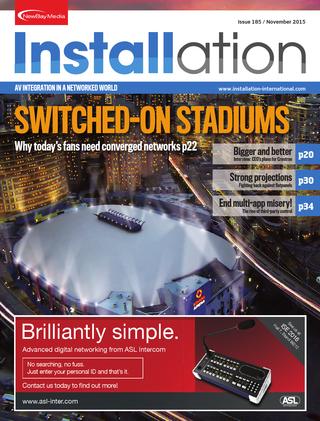 NewBayMedia
Issue 185 / November 2015
Installation
AV INTEGRATION IN A NETWORKED WORLD
www.installation-international.com
SWITCHED-ON STADIUMS
Why today's fans need converged networks p22
Bigger and better
Interview: CEO's plans for Crestron
p20
Strong projections
Fighting back against flatpanels
p30
End multi-app misery!
The rise of third-party control
p34
Brilliantly simple.
Advanced digital networking from ASL Intercom
No searching, no fuss.
Just enter your personal ID and that's it.
Contact us today to find out more!
www.asl-inter.com
ISE 2016
ASL